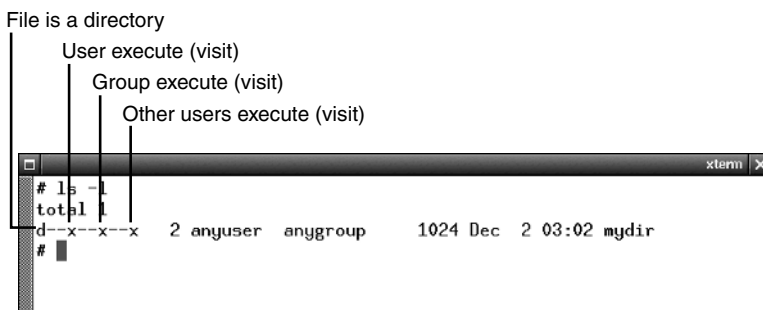 File is a directory
User execute (visit)
Group execute (visit)
Other users execute (visit)
xterm
# ls -l
total 1
d--x--x--x 2 anyuser anygroup 1024 Dec 2 03:02 mydir
#